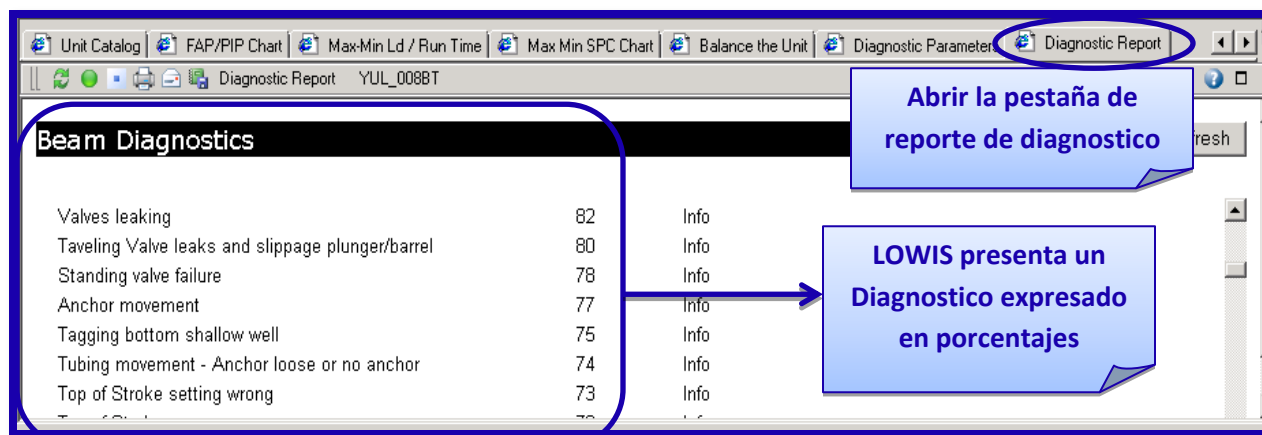 Unit Catalog FAP/PIP Chart Max-Min Ld / Run Time Max Min SPC Chart Balance the Unit Diagnostic Parameters Diagnostic Report
Diagnostic Report YUL_008BT
Abrir la pestaña de
reporte de diagnostico
Beam Diagnostics
fresh
Valves leaking 82 Info
Taveling Valve leaks and slippage plunger/barrel 80 Info
Standing valve failure 78 Info
Anchor movement 77 Info
Tagging bottom shallow well 75 Info
Tubing movement - Anchor loose or no anchor 74 Info
Top of Stroke setting wrong 73 Info
LOWIS presenta un
Diagnostico expresado
en porcentajes